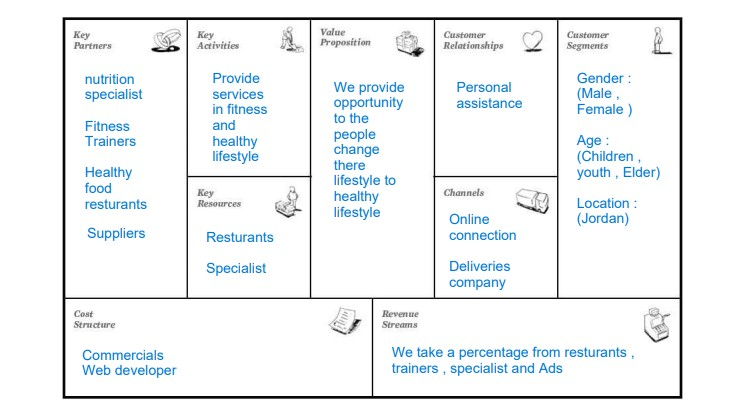 Key
Partners
nutrition
specialist
Fitness
Trainers
Healthy
food
resturants
Suppliers
Key
Activities
Provide
services
in fitness
and
healthy
lifestyle
Key
Resources
Resturants
Specialist
Value
Proposition
We provide
opportunity
to the
people
change
there
lifestyle to
healthy
lifestyle
Customer
Relationships
Personal
assistance
Channels
Online
connection
Deliveries
company
Customer
Segments
Gender :
(Male ,
Female )
Age :
(Children ,
youth , Elder)
Location :
(Jordan)
Cost
Structure
Commercials
Web developer
Revenue
Streams
We take a percentage from resturants ,
trainers , specialist and Ads